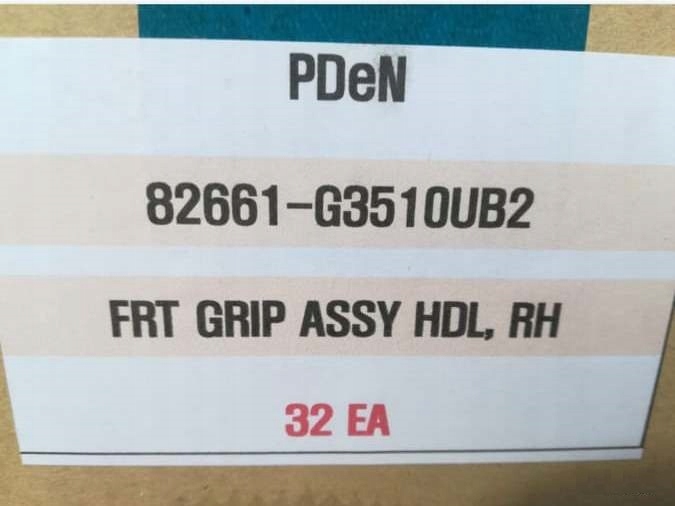 PDeN
82661-G3510UB2
FRT GRIP ASSY HDL, RH
32 EA